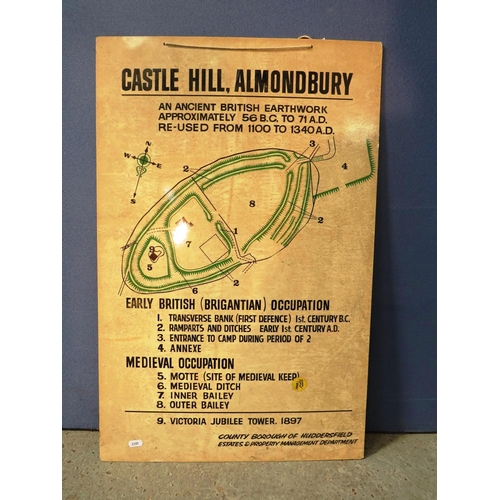 CASTLE HILL, ALMONDBURY
AN ANCIENT BRITISH EARTHWORK
APPROXIMATELY 56 B.C. TO 71 A.D.
RE-USED FROM 1100 TO 1340 A.D.
N
W
E
S
3
4
2
2
8
1
7
9
5
2
6
EARLY BRITISH (BRIGANTIAN) OCCUPATION
1. TRANSVERSE BANK (FIRST DEFENCE) 1st. CENTURY B.C.
2. RAMPARTS AND DITCHES EARLY 1st. CENTURY A.D.
3. ENTRANCE TO CAMP DURING PERIOD OF 2
4. ANNEXE
MEDIEVAL OCCUPATION
5. MOTTE (SITE OF MEDIEVAL KEEP)
6. MEDIEVAL DITCH
7. INNER BAILEY
8. OUTER BAILEY
9. VICTORIA JUBILEE TOWER. 1897
COUNTY BOROUGH OF HUDDERSFIELD
ESTATES & PROPERTY MANAGEMENT DEPARTMENT